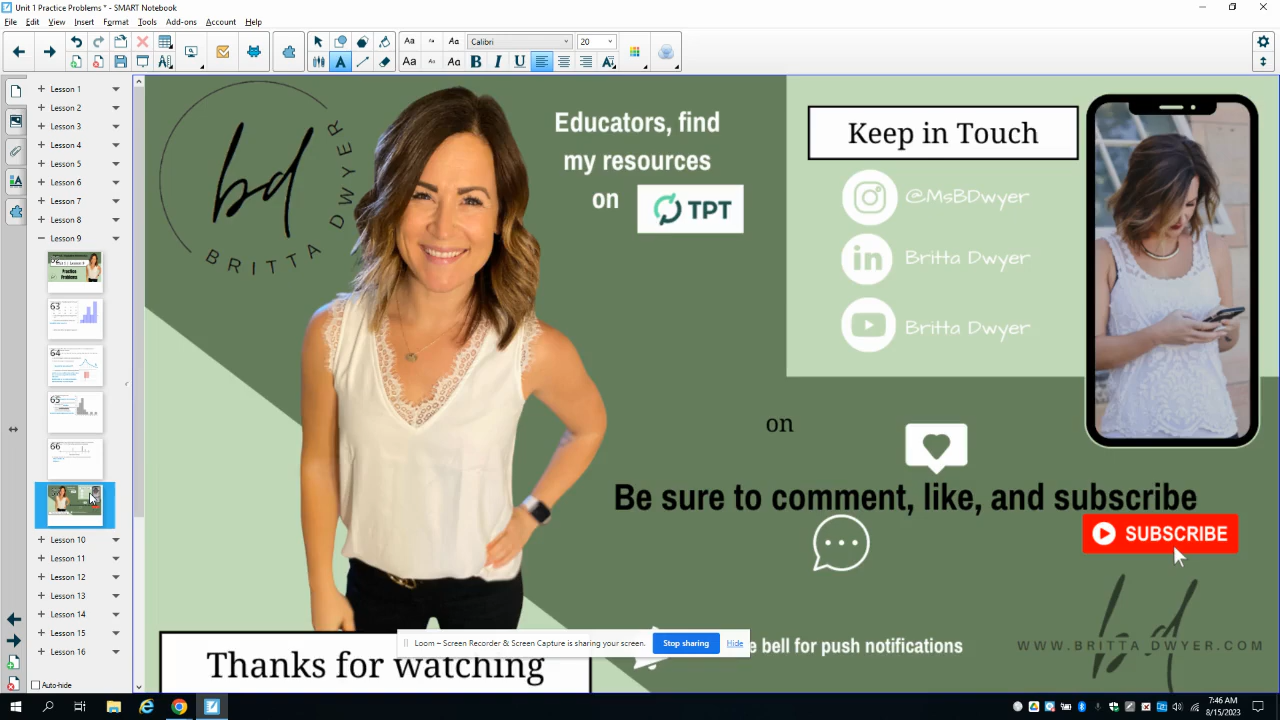 Unit 1 Practice Problems * - SMART Notebook
File Edit View Insert Format Tools Add-ons Account Help
Calibri 20
Lesson 1
Lesson 2
Lesson 3
Lesson 4
Lesson 5
Lesson 6
Lesson 7
Lesson 8
Lesson 9
Practice
Problems
63
64
65
66
Lesson 10
Lesson 11
Lesson 12
Lesson 13
Lesson 14
Lesson 15
Lesson 16
Auto-hide
bd
BRITTA DWYER
Educators, find
my resources
on TPT
Keep in Touch
@MsBDwyer
Britta Dwyer
Britta Dwyer
on
Be sure to comment, like, and subscribe
SUBSCRIBE
bd
WWW.BRITTADWYER.COM
bell for push notifications
Loom – Screen Recorder & Screen Capture is sharing your screen. Stop sharing Hide
Thanks for watching
7:46 AM
8/15/2023